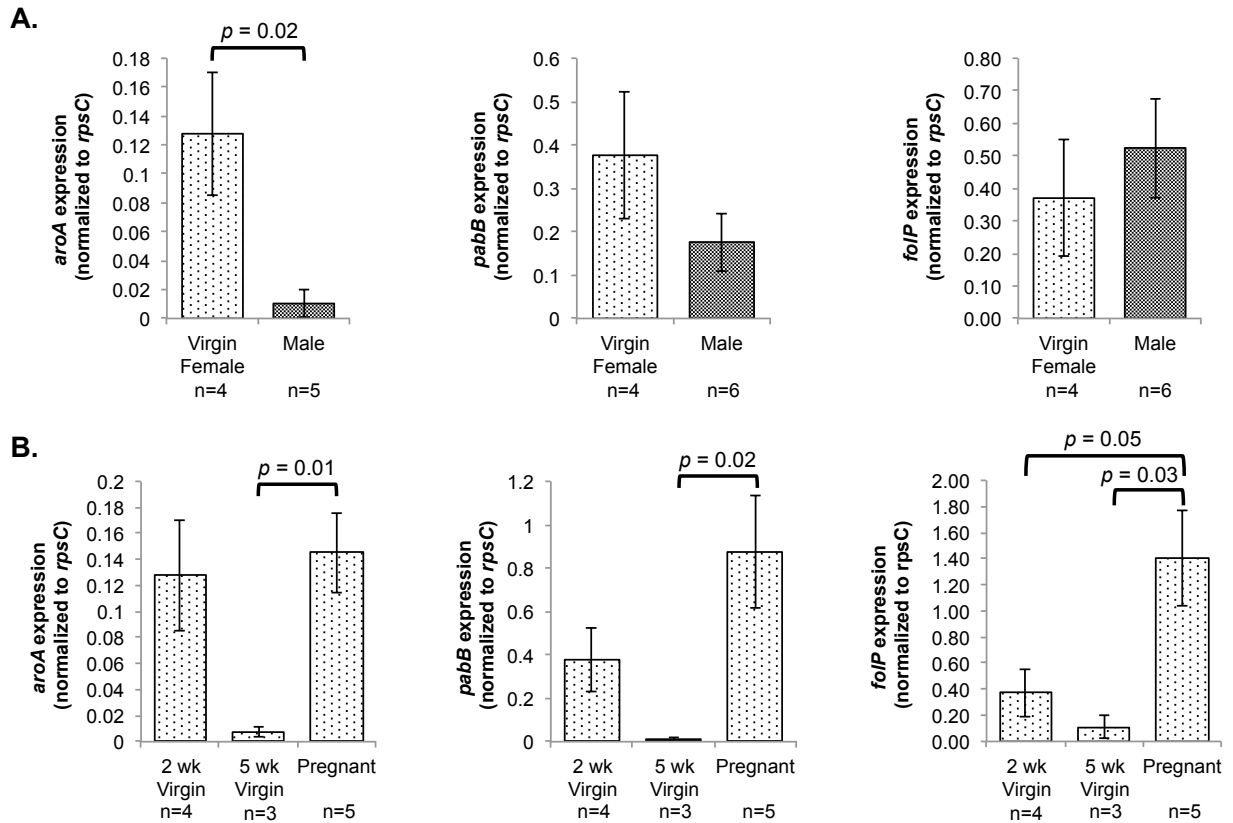 A.
p = 0.02
aroA expression
(normalized to rpsC)
0.18
0.16
0.14
0.12
0.1
0.08
0.06
0.04
0.02
0
Virgin
Female
n=4
Male
n=5
pabB expression
(normalized to rpsC)
0.6
0.5
0.4
0.3
0.2
0.1
0
Virgin
Female
n=4
Male
n=6
folP expression
(normalized to rpsC)
0.80
0.70
0.60
0.50
0.40
0.30
0.20
0.10
0.00
Virgin
Female
n=4
Male
n=6
B.
p = 0.01
aroA expression
(normalized to rpsC)
0.2
0.18
0.16
0.14
0.12
0.1
0.08
0.06
0.04
0.02
0
2 wk
Virgin
n=4
5 wk
Virgin
n=3
Pregnant
n=5
p = 0.02
pabB expression
(normalized to rpsC)
1.2
1
0.8
0.6
0.4
0.2
0
2 wk
Virgin
n=4
5 wk
Virgin
n=3
Pregnant
n=5
p = 0.05
p = 0.03
folP expression
(normalized to rpsC)
2.00
1.80
1.60
1.40
1.20
1.00
0.80
0.60
0.40
0.20
0.00
2 wk
Virgin
n=4
5 wk
Virgin
n=3
Pregnant
n=5